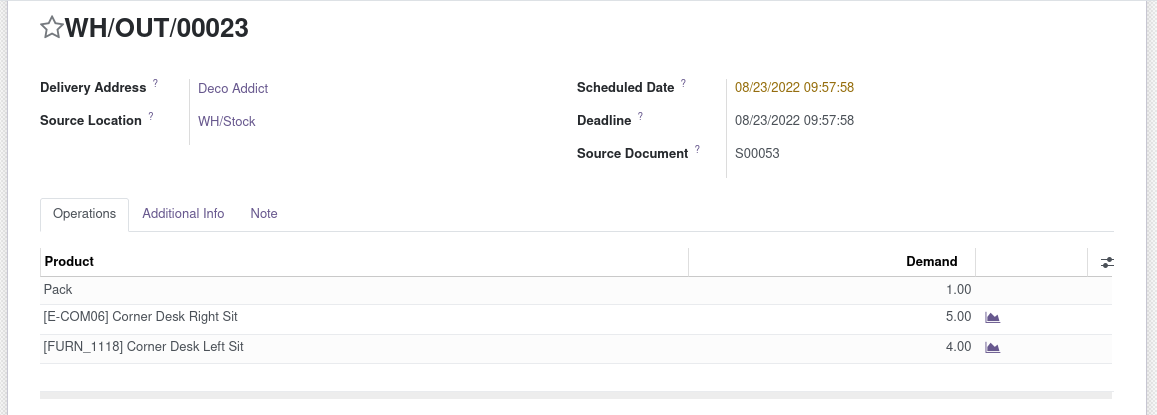 WH/OUT/00023
Delivery Address ? Deco Addict
Source Location ? WH/Stock
Scheduled Date ? 08/23/2022 09:57:58
Deadline ? 08/23/2022 09:57:58
Source Document ? S00053
Operations Additional Info Note
Product Demand
Pack 1.00
[E-COM06] Corner Desk Right Sit 5.00
[FURN_1118] Corner Desk Left Sit 4.00